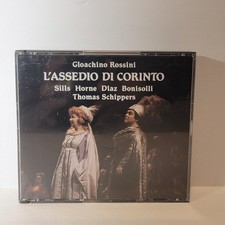 Gioachino Rossini
L'ASSEDIO DI CORINTO
Sills Horne Diaz Bonisolli
Thomas Schippers